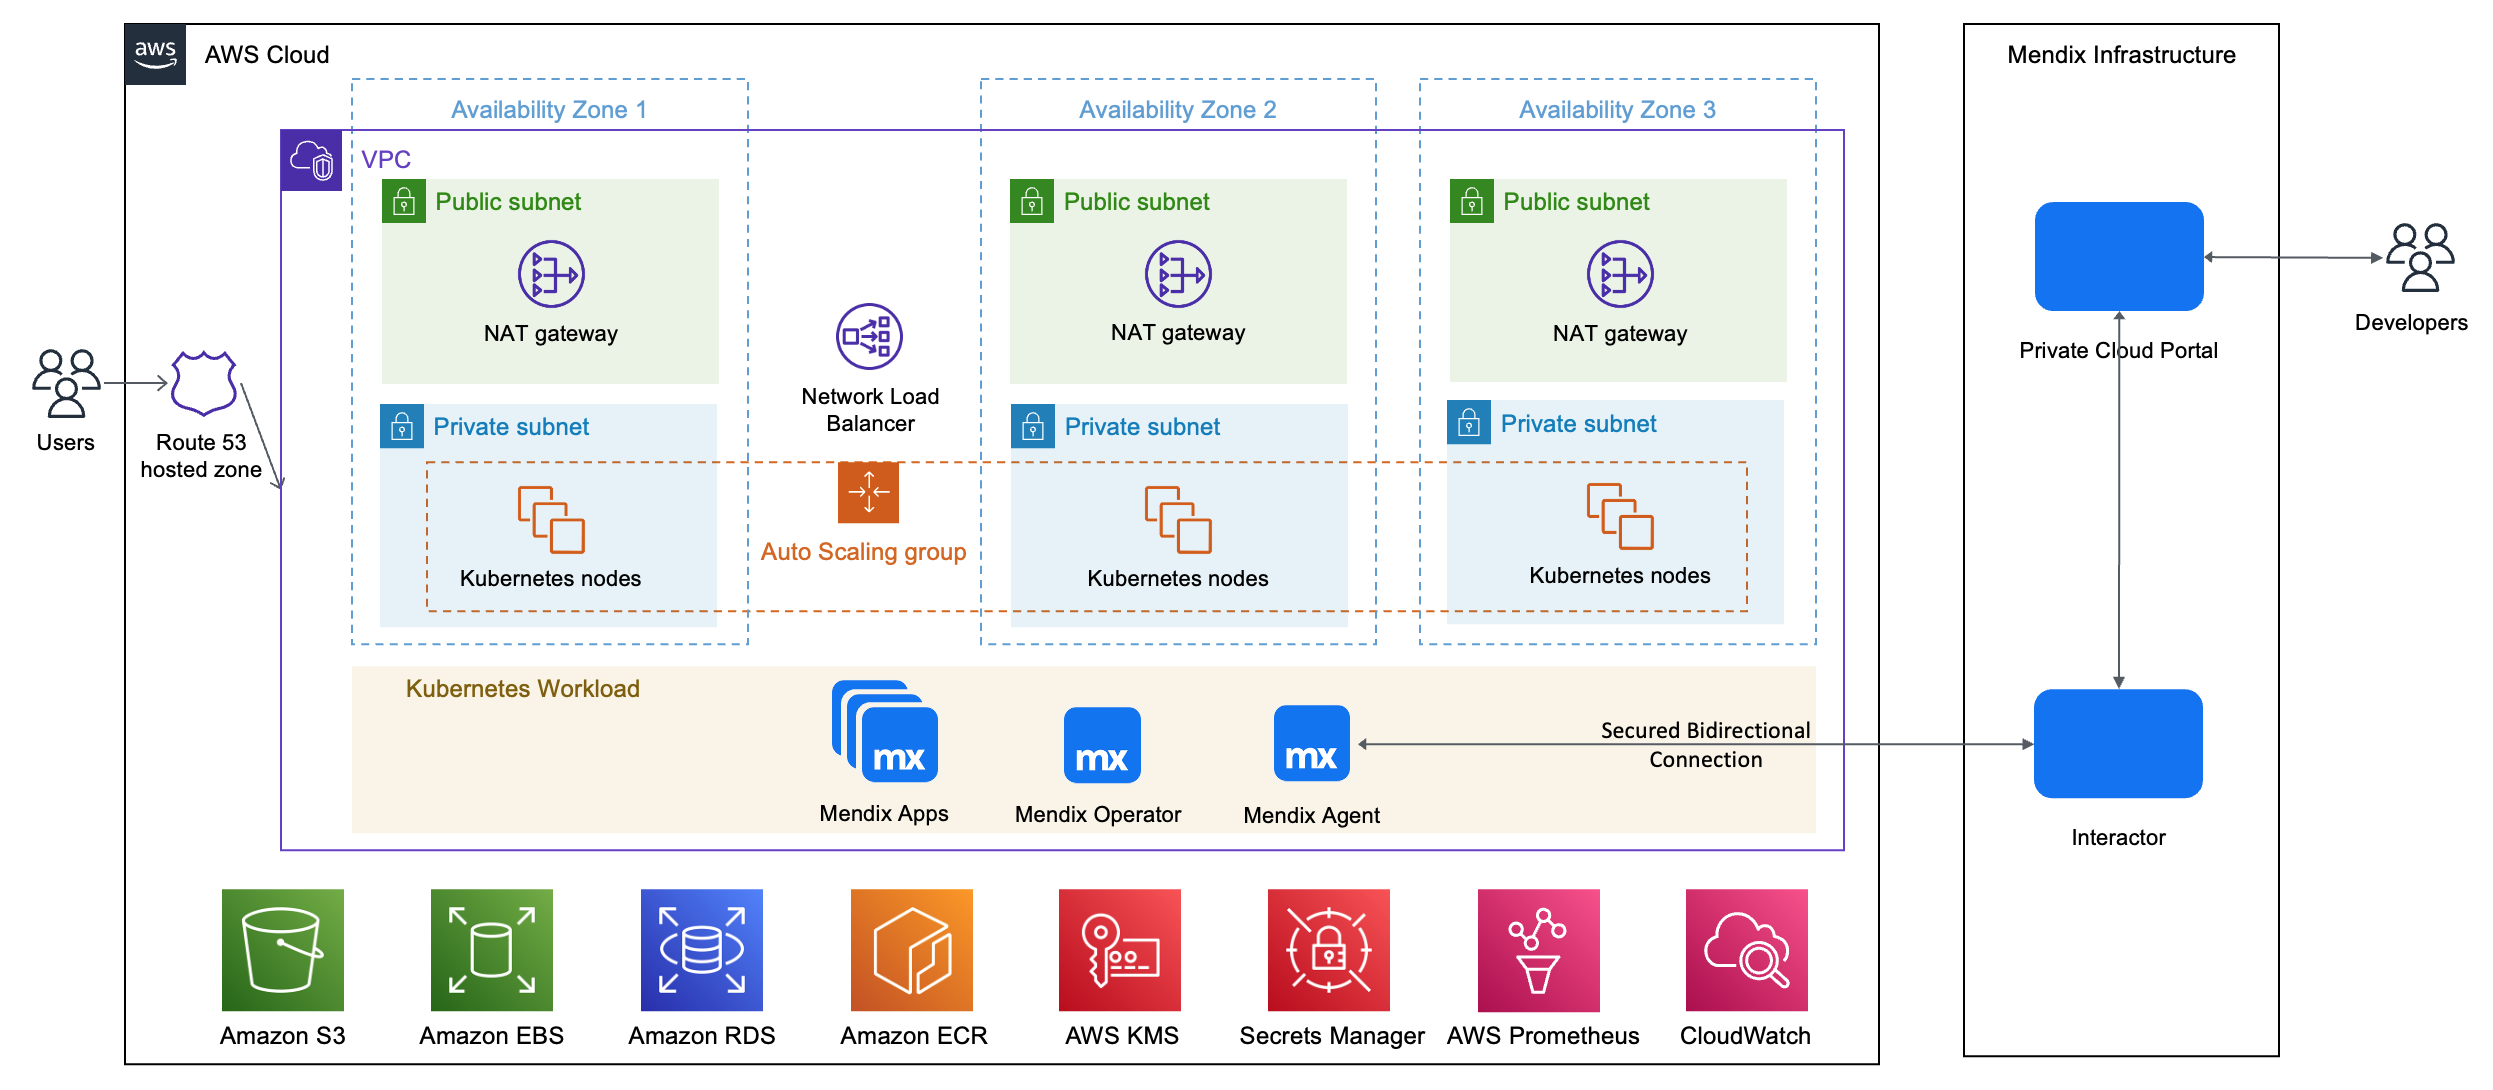 aws
AWS Cloud
Mendix Infrastructure
Availability Zone 1
Availability Zone 2
Availability Zone 3
VPC
Public subnet
Public subnet
Public subnet
NAT gateway
NAT gateway
NAT gateway
Network Load
Balancer
Users
Route 53
hosted zone
Private subnet
Private subnet
Private subnet
Auto Scaling group
Kubernetes nodes
Kubernetes nodes
Kubernetes nodes
Private Cloud Portal
Developers
Kubernetes Workload
mx
mx
mx
Mendix Apps
Mendix Operator
Mendix Agent
Secured Bidirectional
Connection
Interactor
Amazon S3
Amazon EBS
Amazon RDS
Amazon ECR
AWS KMS
Secrets Manager
AWS Prometheus
CloudWatch